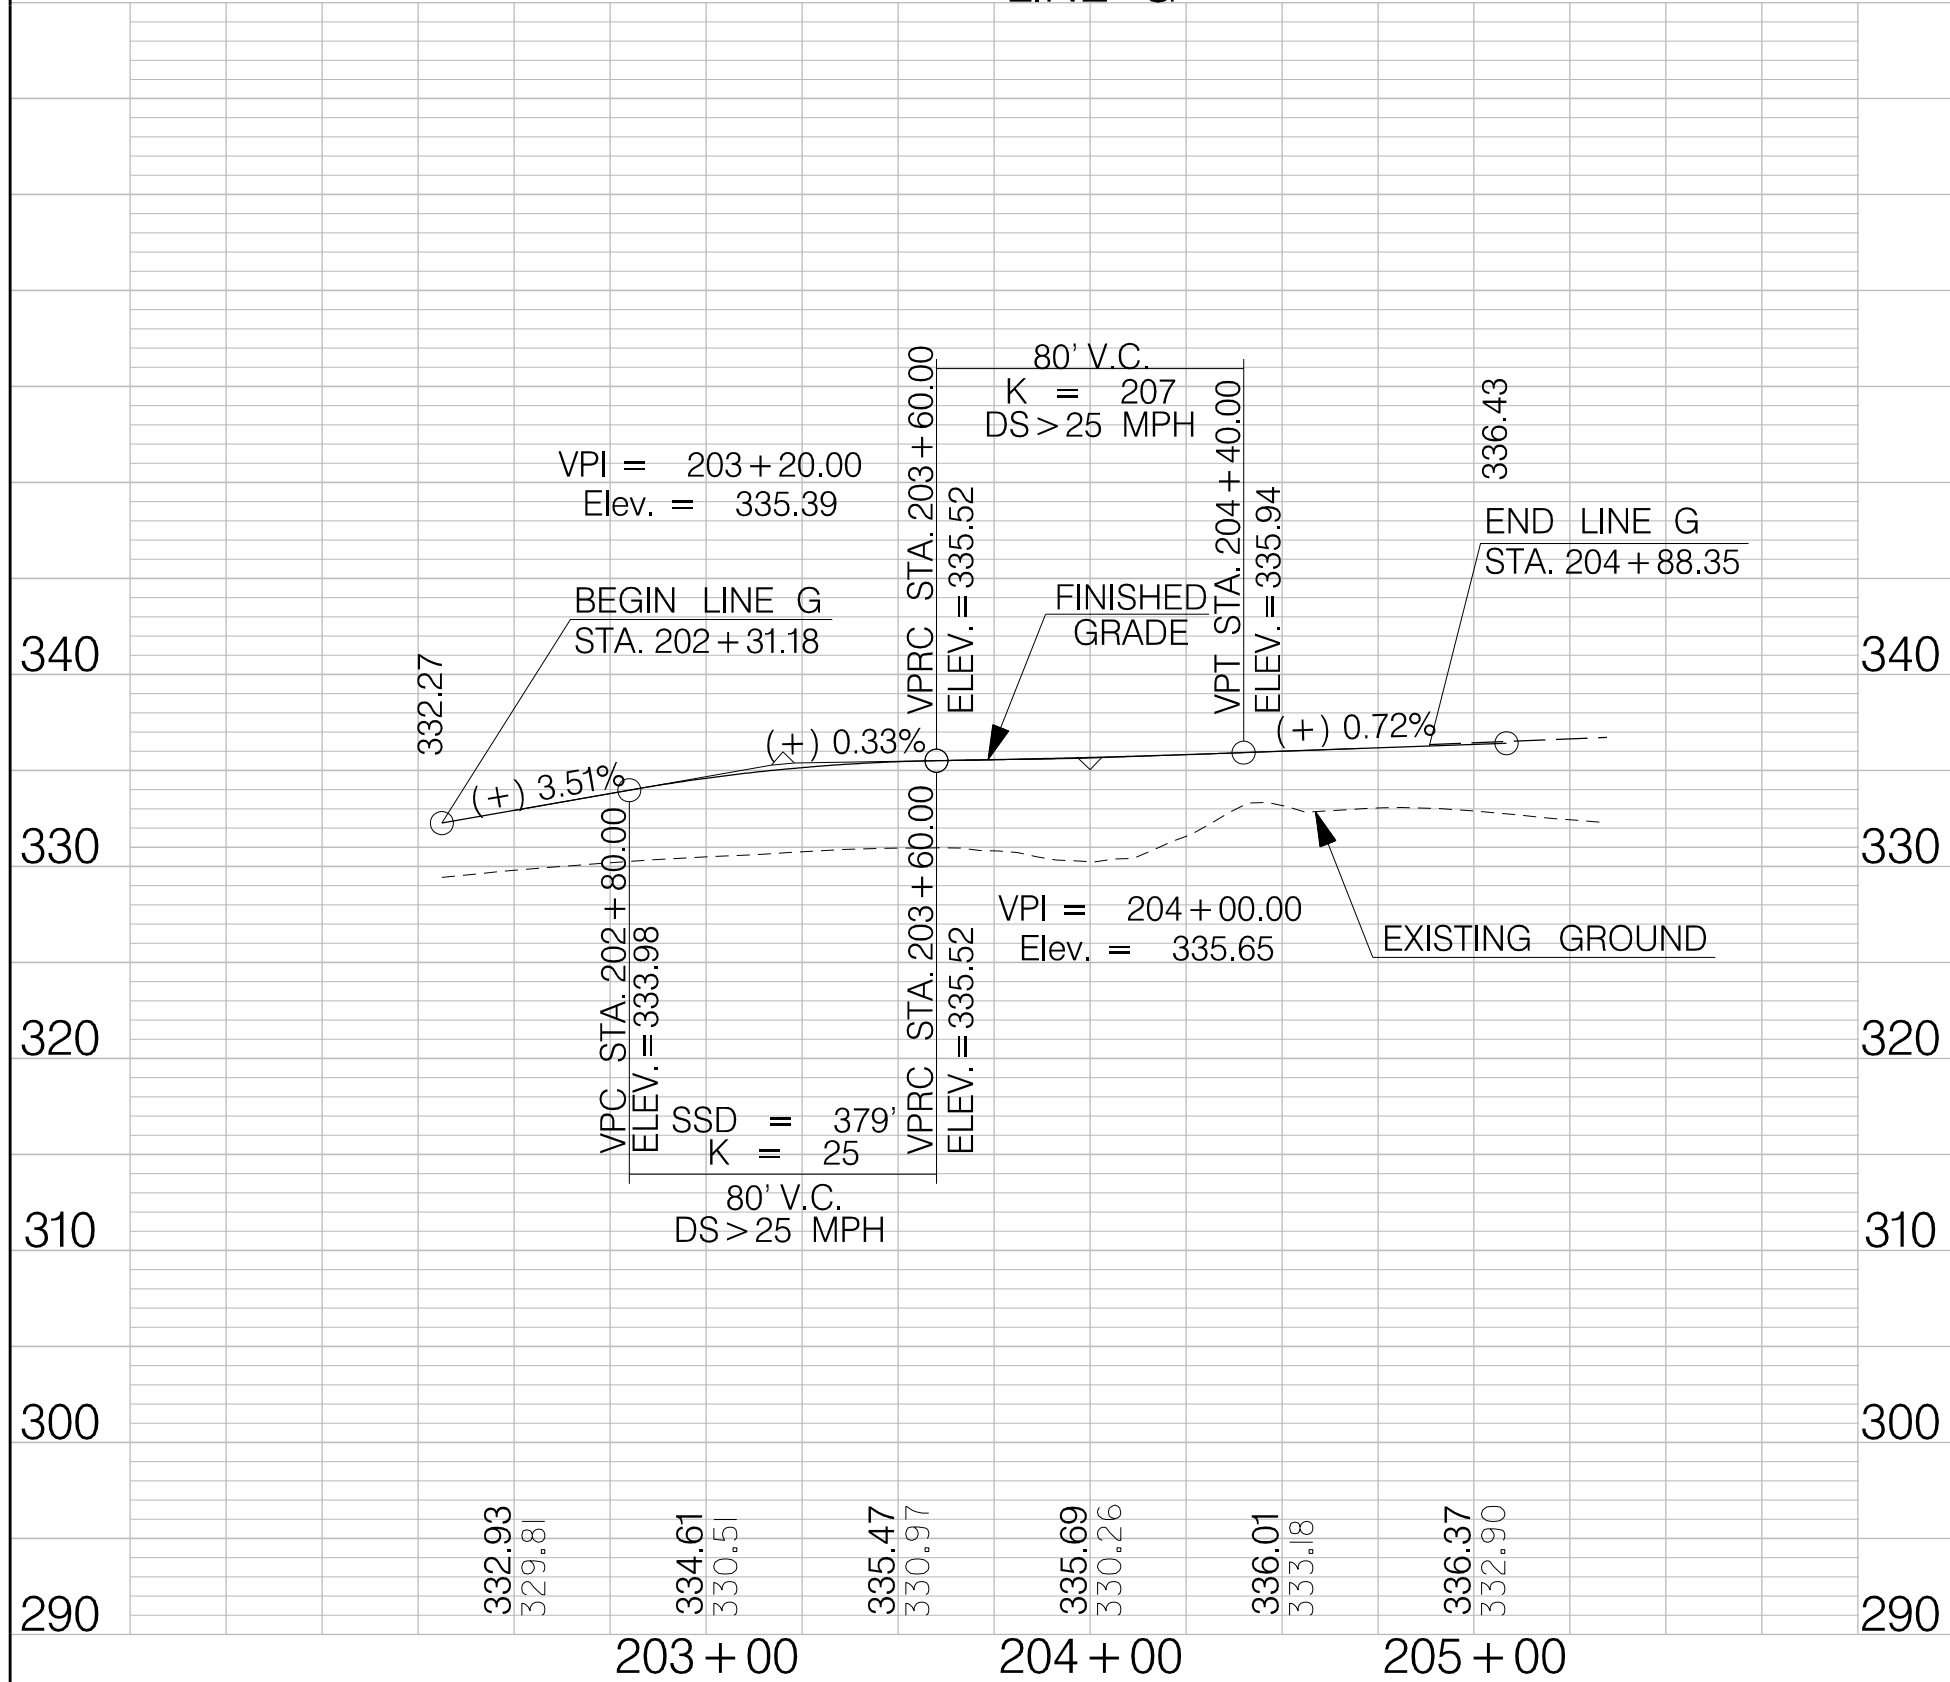 80' V.C.
K = 207
DS > 25 MPH
VPRC STA. 203+60.00
ELEV. = 335.52
VPT STA. 204+40.00
ELEV. = 335.94
336.43
VPI = 203+20.00
Elev. = 335.39
END LINE G
STA. 204+88.35
BEGIN LINE G
STA. 202+31.18
FINISHED
GRADE
332.27
340
340
(+) 3.51%
(+) 0.33%
(+) 0.72%
330
330
VPI = 204+00.00
Elev. = 335.65
EXISTING GROUND
VPC STA. 202+80.00
ELEV. = 333.98
VPRC STA. 203+60.00
ELEV. = 335.52
320
320
SSD = 379'
K = 25
80' V.C.
DS > 25 MPH
310
310
300
300
332.93
329.81
334.61
330.51
335.47
330.97
335.69
330.26
336.01
333.18
336.37
332.90
290
290
203+00
204+00
205+00